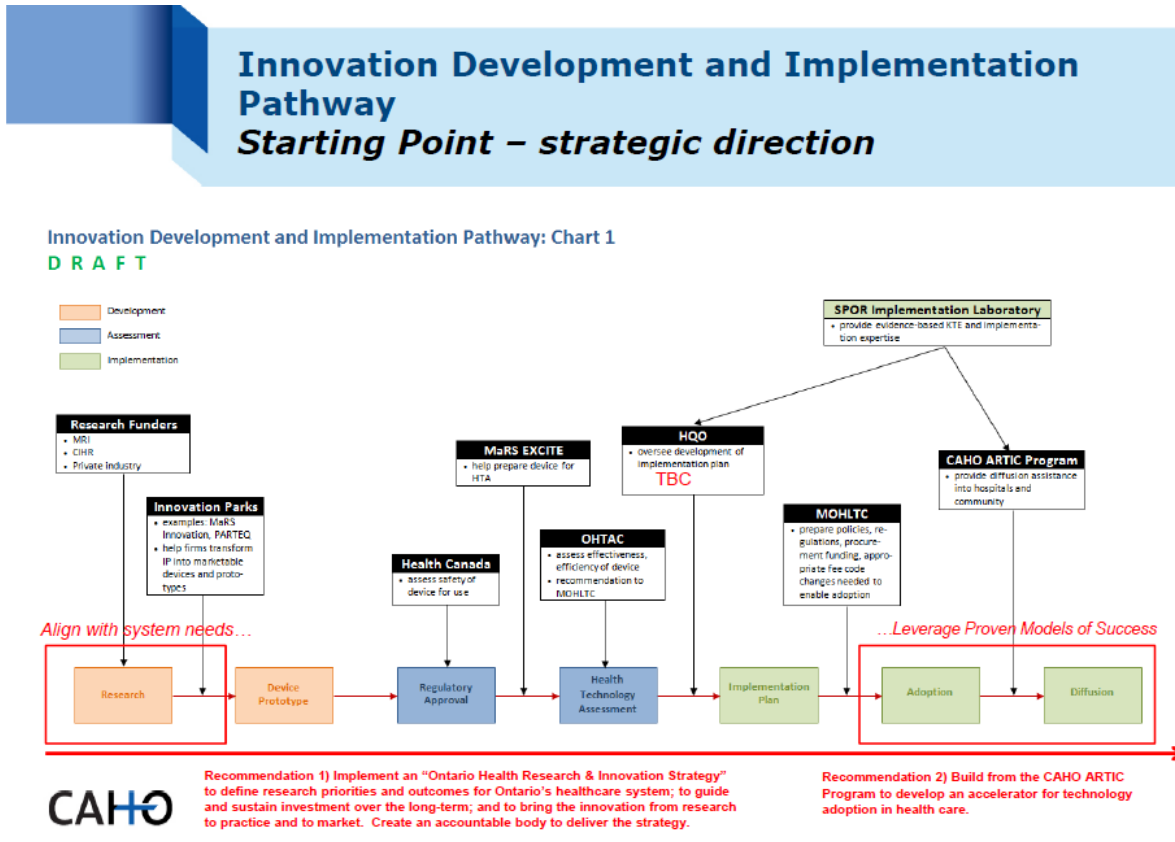 Innovation Development and Implementation
Pathway
Starting Point – strategic direction
Innovation Development and Implementation Pathway: Chart 1
D R A F T
Development
Assessment
Implementation
SPOR Implementation Laboratory
• provide evidence-based KTE and implementa-
tion expertise
Research Funders
• MRI
• CIHR
• Private industry
Innovation Parks
• examples: MaRS
Innovation, PARTEQ
• help firms transform
IP into marketable
devices and proto-
types
Health Canada
• assess safety of
device for use
MaRS EXCITE
• help prepare device for
HTA
OHTAC
• assess effectiveness,
efficiency of device
• recommendation to
MOHLTC
HQO
• oversee development of
implementation plan
TBC
MOHLTC
• prepare policies, re-
gulations, procure-
ment funding, appro-
priate fee code
changes needed to
enable adoption
CAHO ARTIC Program
• provide diffusion assistance
into hospitals and
community
Align with system needs…
…Leverage Proven Models of Success
Research
Device
Prototype
Regulatory
Approval
Health
Technology
Assessment
Implementation
Plan
Adoption
Diffusion
CAHO
Recommendation 1) Implement an “Ontario Health Research & Innovation Strategy”
to define research priorities and outcomes for Ontario’s healthcare system; to guide
and sustain investment over the long-term; and to bring the innovation from research
to practice and to market. Create an accountable body to deliver the strategy.
Recommendation 2) Build from the CAHO ARTIC
Program to develop an accelerator for technology
adoption in health care.